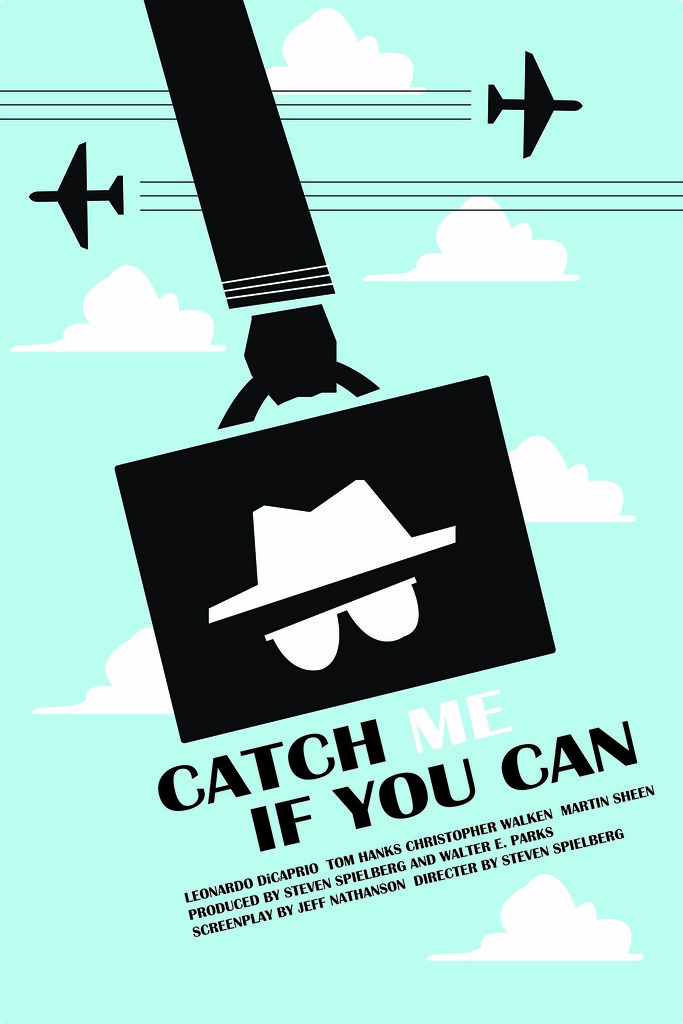 CATCH ME
IF YOU CAN
LEONARDO DiCAPRIO TOM HANKS CHRISTOPHER WALKEN MARTIN SHEEN
PRODUCED BY STEVEN SPIELBERG AND WALTER E. PARKS
SCREENPLAY BY JEFF NATHANSON DIRECTER BY STEVEN SPIELBERG